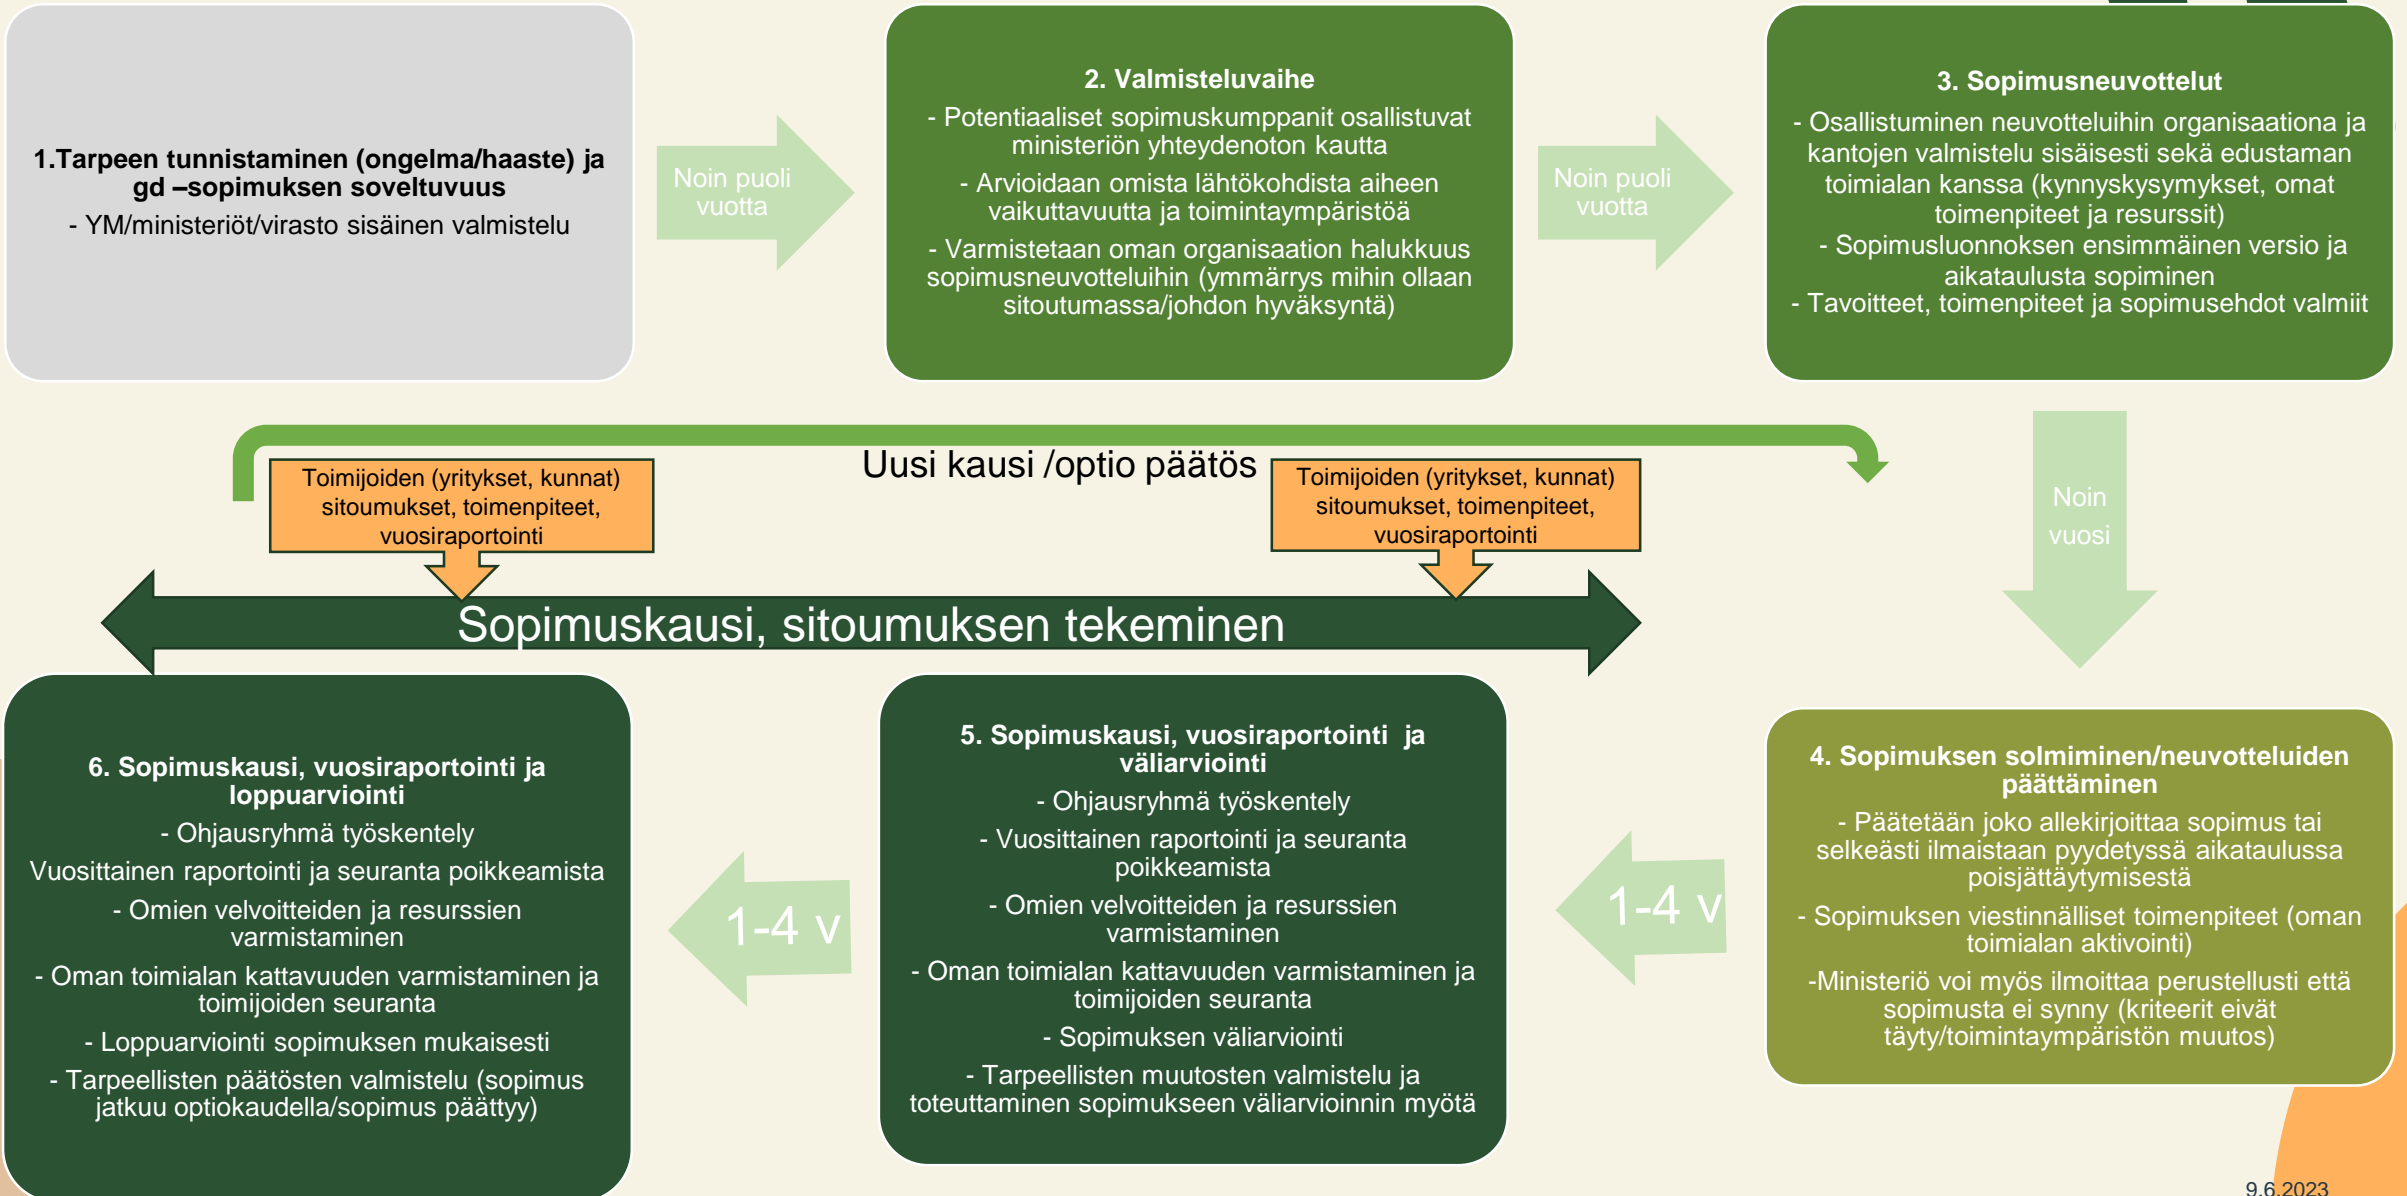 1.Tarpeen tunnistaminen (ongelma/haaste) ja
gd –sopimuksen soveltuvuus
- YM/ministeriöt/virasto sisäinen valmistelu
Noin puoli
vuotta
2. Valmisteluvaihe
- Potentiaaliset sopimuskumppanit osallistuvat
ministeriön yhteydenoton kautta
- Arvioidaan omista lähtökohdista aiheen
vaikuttavuutta ja toimintaympäristöä
- Varmistetaan oman organisaation halukkuus
sopimusneuvotteluihin (ymmärrys mihin ollaan
sitoutumassa/johdon hyväksyntä)
Noin puoli
vuotta
3. Sopimusneuvottelut
- Osallistuminen neuvotteluihin organisaationa ja
kantojen valmistelu sisäisesti sekä edustaman
toimialan kanssa (kynnyskysymykset, omat
toimenpiteet ja resurssit)
- Sopimusluonnoksen ensimmäinen versio ja
aikataulusta sopiminen
- Tavoitteet, toimenpiteet ja sopimusehdot valmiit
Uusi kausi /optio päätös
Toimijoiden (yritykset, kunnat)
sitoumukset, toimenpiteet,
vuosiraportointi
Toimijoiden (yritykset, kunnat)
sitoumukset, toimenpiteet,
vuosiraportointi
Noin
vuosi
Sopimuskausi, sitoumuksen tekeminen
4. Sopimuksen solmiminen/neuvotteluiden
päättäminen
- Päätetään joko allekirjoittaa sopimus tai
selkeästi ilmaistaan pyydetyssä aikataulussa
poisjättäytymisestä
- Sopimuksen viestinnälliset toimenpiteet (oman
toimialan aktivointi)
-Ministeriö voi myös ilmoittaa perustellusti että
sopimusta ei synny (kriteerit eivät
täyty/toimintaympäristön muutos)
1-4 v
5. Sopimuskausi, vuosiraportointi ja
väliarviointi
- Ohjausryhmä työskentely
- Vuosittainen raportointi ja seuranta
poikkeamista
- Omien velvoitteiden ja resurssien
varmistaminen
- Oman toimialan kattavuuden varmistaminen ja
toimijoiden seuranta
- Sopimuksen väliarviointi
- Tarpeellisten muutosten valmistelu ja
toteuttaminen sopimukseen väliarvioinnin myötä
1-4 v
6. Sopimuskausi, vuosiraportointi ja
loppuarviointi
- Ohjausryhmä työskentely
Vuosittainen raportointi ja seuranta poikkeamista
- Omien velvoitteiden ja resurssien
varmistaminen
- Oman toimialan kattavuuden varmistaminen ja
toimijoiden seuranta
- Loppuarviointi sopimuksen mukaisesti
- Tarpeellisten päätösten valmistelu (sopimus
jatkuu optiokaudella/sopimus päättyy)
9.6.2023